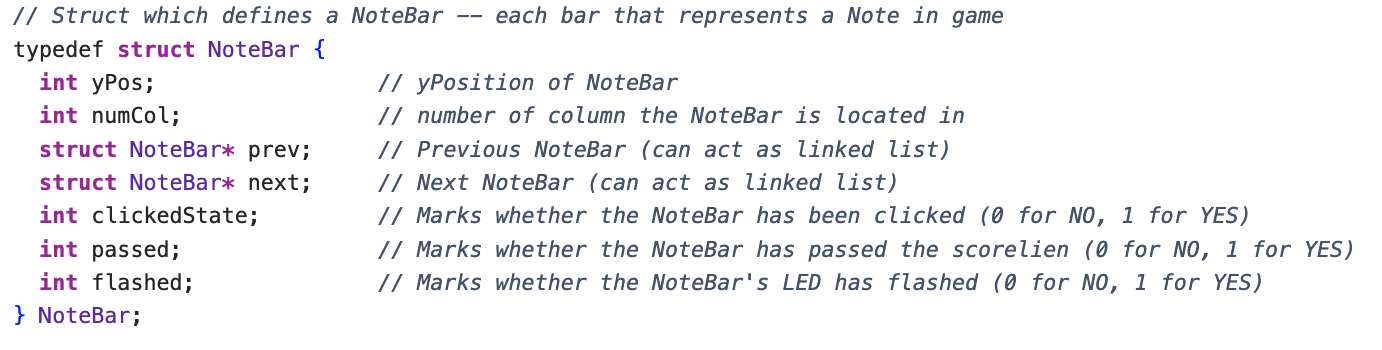 // Struct which defines a NoteBar -- each bar that represents a Note in game
typedef struct NoteBar {
  int yPos;                 // yPosition of NoteBar
  int numCol;               // number of column the NoteBar is located in
  struct NoteBar* prev;     // Previous NoteBar (can act as linked list)
  struct NoteBar* next;     // Next NoteBar (can act as linked list)
  int clickedState;         // Marks whether the NoteBar has been clicked (0 for NO, 1 for YES)
  int passed;               // Marks whether the NoteBar has passed the scorelien (0 for NO, 1 for YES)
  int flashed;              // Marks whether the NoteBar's LED has flashed (0 for NO, 1 for YES)
} NoteBar;